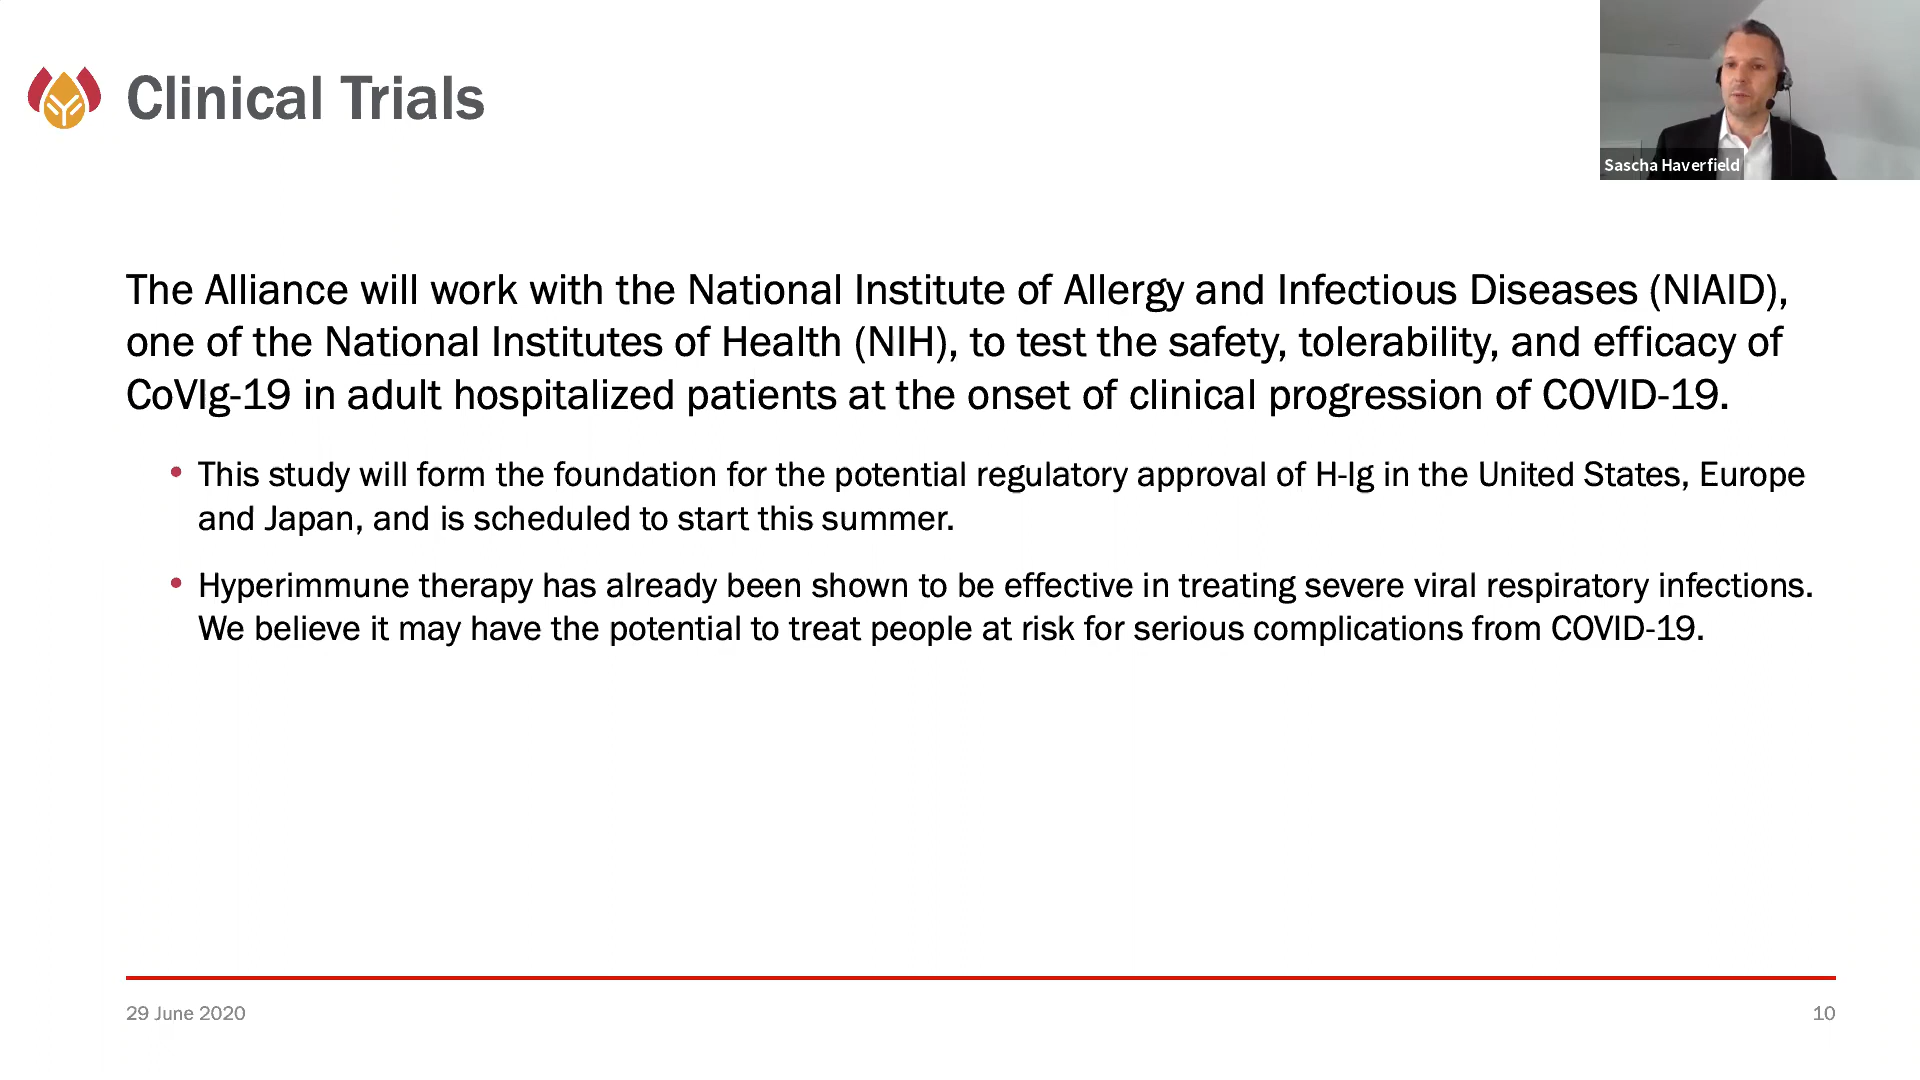 Clinical Trials
Sascha Haverfield
The Alliance will work with the National Institute of Allergy and Infectious Diseases (NIAID),
one of the National Institutes of Health (NIH), to test the safety, tolerability, and efficacy of
CoVIg-19 in adult hospitalized patients at the onset of clinical progression of COVID-19.
• This study will form the foundation for the potential regulatory approval of H-Ig in the United States, Europe
and Japan, and is scheduled to start this summer.
• Hyperimmune therapy has already been shown to be effective in treating severe viral respiratory infections.
We believe it may have the potential to treat people at risk for serious complications from COVID-19.
29 June 2020
10